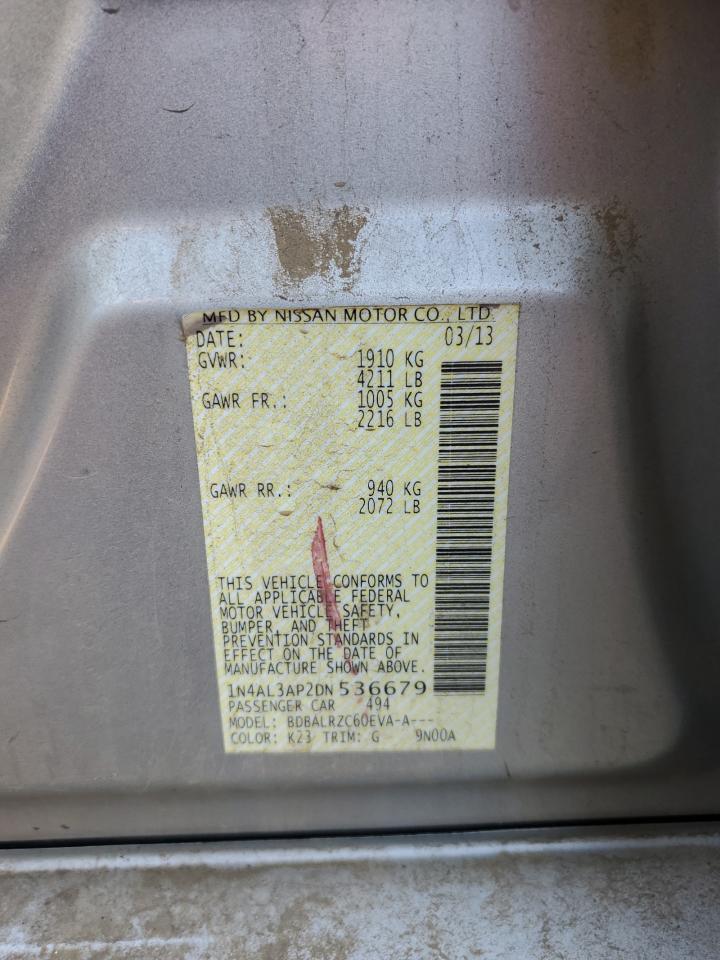 MFD BY NISSAN MOTOR CO., LTD.
DATE: 03/13
GVWR: 1910 KG
4211 LB
GAWR FR.: 1005 KG
2216 LB
GAWR RR.: 940 KG
2072 LB
THIS VEHICLE CONFORMS TO
ALL APPLICABLE FEDERAL
MOTOR VEHICLE SAFETY,
BUMPER, AND THEFT
PREVENTION STANDARDS IN
EFFECT ON THE DATE OF
MANUFACTURE SHOWN ABOVE.
1N4AL3AP2DN536679
PASSENGER CAR 494
MODEL: BDBALRZC60EVA-A---
COLOR: K23 TRIM: G 9N00A